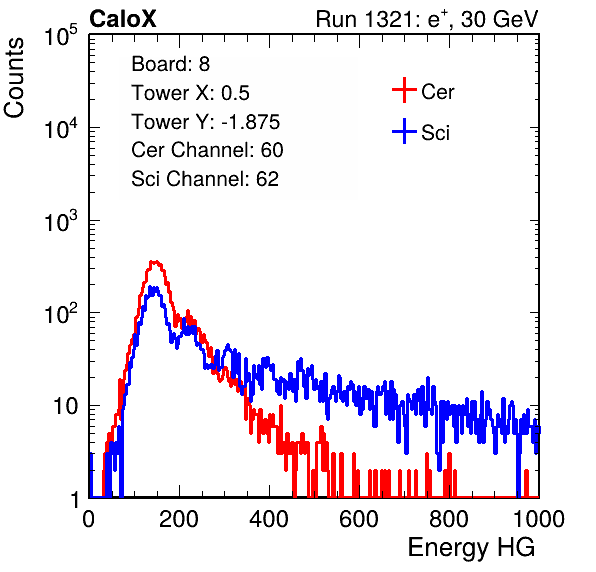 CaloX Run 1321: e⁺, 30 GeV
Counts
10⁵
10⁴
10³
10²
10
1
Board: 8
Tower X: 0.5
Tower Y: -1.875
Cer Channel: 60
Sci Channel: 62
Cer
Sci
0 200 400 600 800 1000
Energy HG